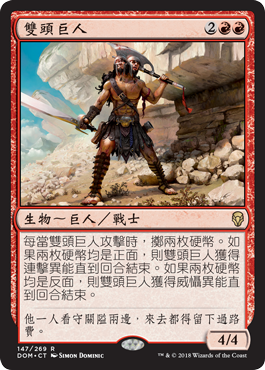 雙頭巨人 2
生物～巨人／戰士
每當雙頭巨人攻擊時，擲兩枚硬幣。如
果兩枚硬幣均是正面，則雙頭巨人獲得
連擊異能直到回合結束。如果兩枚硬幣
均是反面，則雙頭巨人獲得威懾異能直
到回合結束。
他一人看守關隘兩邊，來去都得留下過路
費。
4/4
147/269 R
DOM • CT SIMON DOMINIC
™ & © 2018 Wizards of the Coast